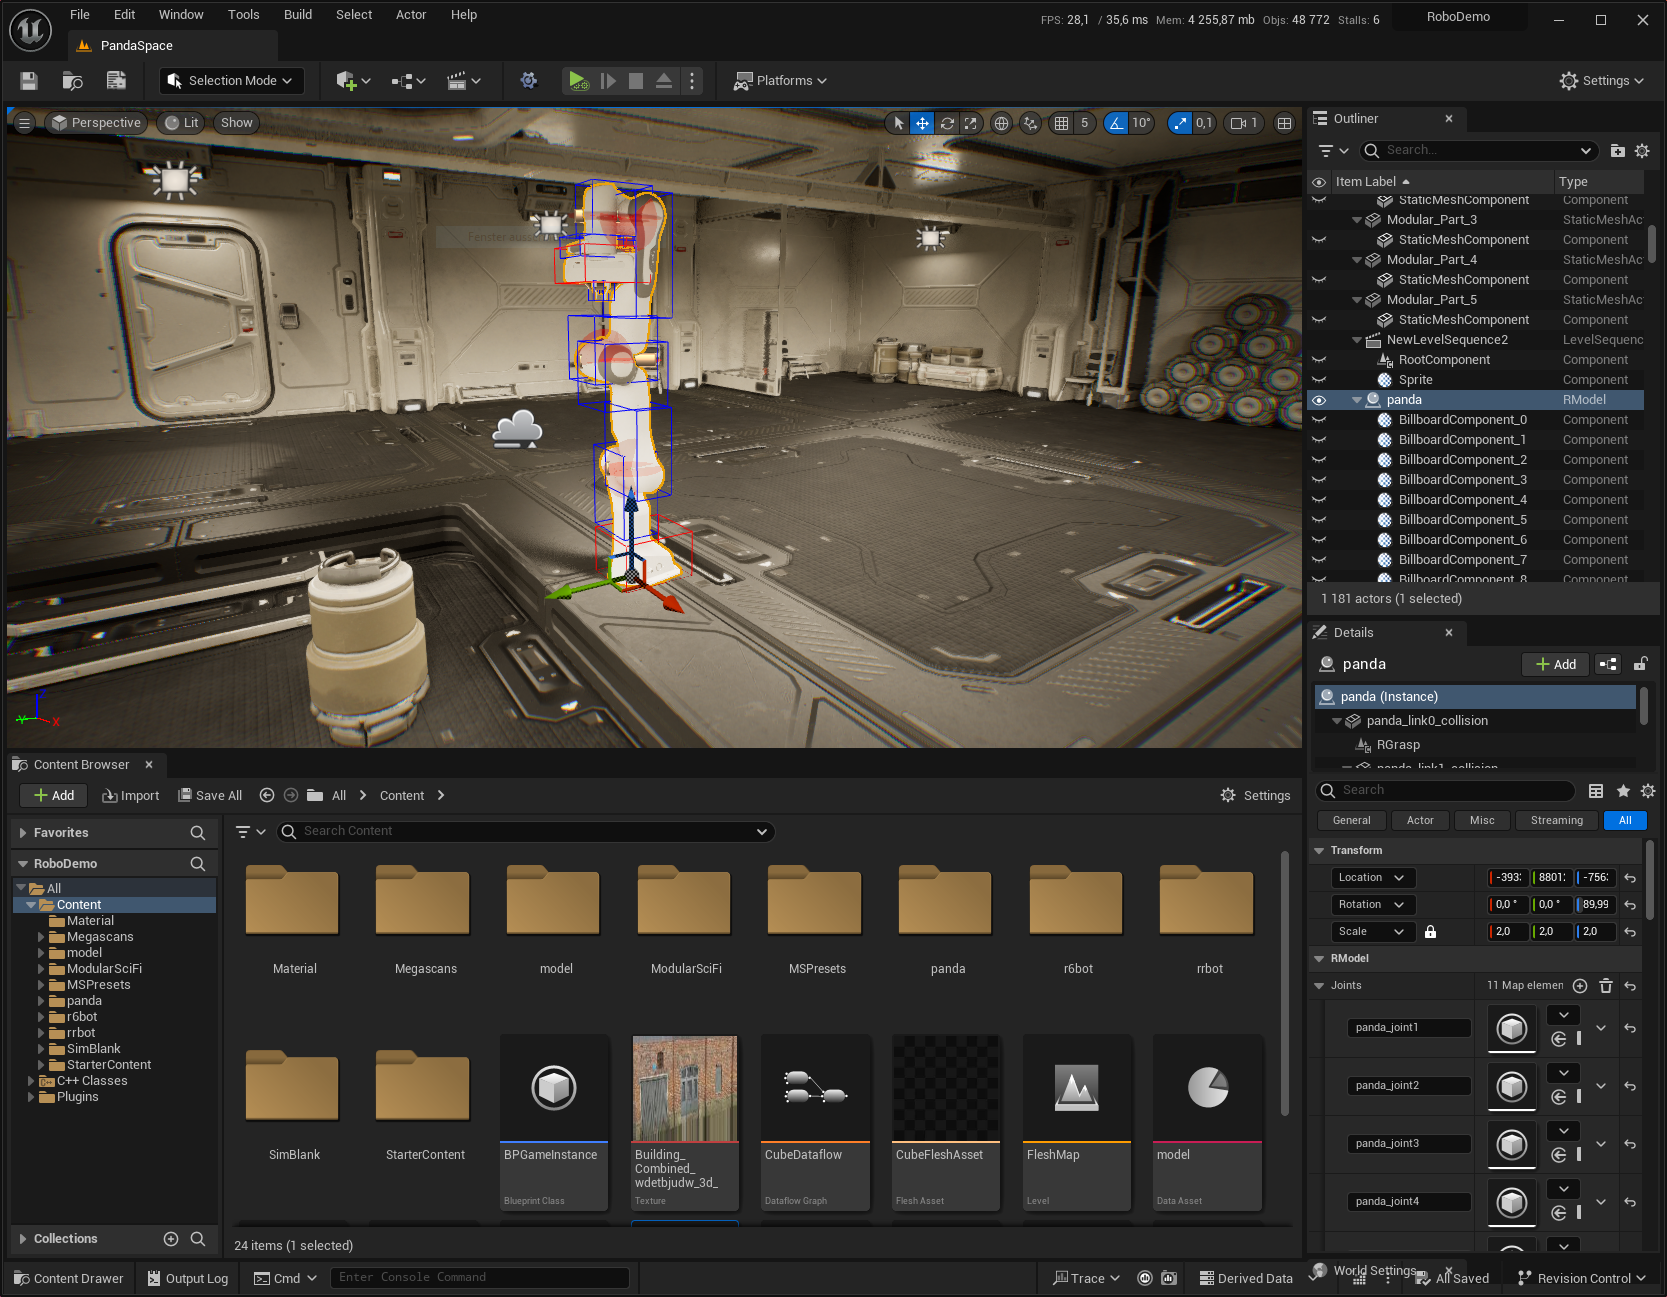 File Edit Window Tools Build Select Actor Help
FPS: 28,1 / 35,6 ms Mem: 4 255,87 mb Objs: 48 772 Stalls: 6
RoboDemo
PandaSpace
Selection Mode
Platforms
Settings
Perspective Lit Show
5 10° 0,1 1
Outliner
Search...
Item Label Type
StaticMeshComponent Component
Modular_Part_3 StaticMeshAc
StaticMeshComponent Component
Modular_Part_4 StaticMeshAc
StaticMeshComponent Component
Modular_Part_5 StaticMeshAc
StaticMeshComponent Component
NewLevelSequence2 LevelSequenc
RootComponent Component
Sprite Component
panda RModel
BillboardComponent_0 Component
BillboardComponent_1 Component
BillboardComponent_2 Component
BillboardComponent_3 Component
BillboardComponent_4 Component
BillboardComponent_5 Component
BillboardComponent_6 Component
BillboardComponent_7 Component
BillboardComponent_8 Component
1 181 actors (1 selected)
Details
panda
Add
panda (Instance)
panda_link0_collision
RGrasp
panda_link1_collision
Search
General Actor Misc Streaming All
Transform
Location -393 8801 -756
Rotation 0,0 ° 0,0 ° 89,99
Scale 2,0 2,0 2,0
RModel
Joints 11 Map elemen
panda_joint1
panda_joint2
panda_joint3
panda_joint4
World Settings
Y X
Content Browser
Add Import Save All All Content Settings
Favorites
RoboDemo
All
Content
Material
Megascans
model
ModularSciFi
MSPresets
panda
r6bot
rrbot
SimBlank
StarterContent
C++ Classes
Plugins
Collections
Search Content
Material Megascans model ModularSciFi MSPresets panda r6bot rrbot
SimBlank StarterContent
BPGameInstance
Blueprint Class
Building_
Combined_
wdetbjudw_3d_
Texture
CubeDataflow
Dataflow Graph
CubeFleshAsset
Flesh Asset
FleshMap
Level
model
Data Asset
24 items (1 selected)
Content Drawer Output Log Cmd Enter Console Command
Trace Derived Data All Saved Revision Control